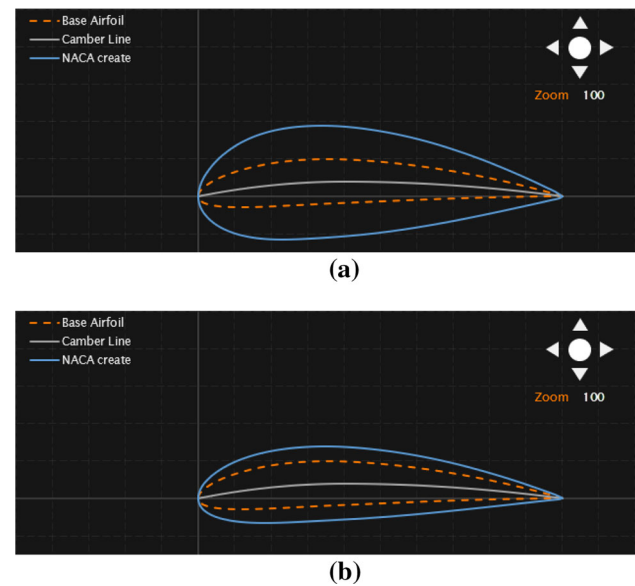 Base Airfoil
Camber Line
NACA create
Zoom 100
(a)
Base Airfoil
Camber Line
NACA create
Zoom 100
(b)